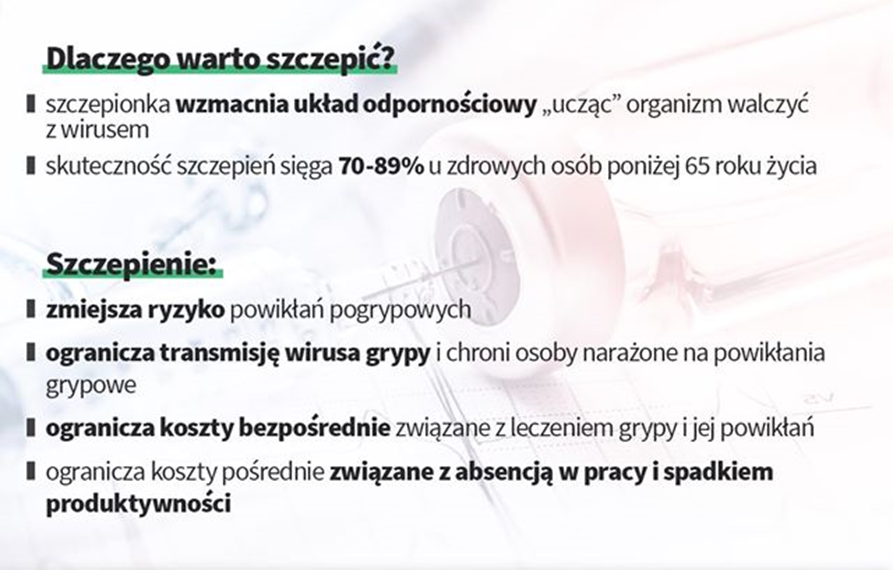 Dlaczego warto szczepić?
szczepionka wzmacnia układ odpornościowy „ucząc” organizm walczyć
z wirusem
skuteczność szczepień sięga 70-89% u zdrowych osób poniżej 65 roku życia
Szczepienie:
zmiejsza ryzyko powikłań pogrypowych
ogranicza transmisję wirusa grypy i chroni osoby narażone na powikłania
grypowe
ogranicza koszty bezpośrednie związane z leczeniem grypy i jej powikłań
ogranicza koszty pośrednie związane z absencją w pracy i spadkiem
produktywności